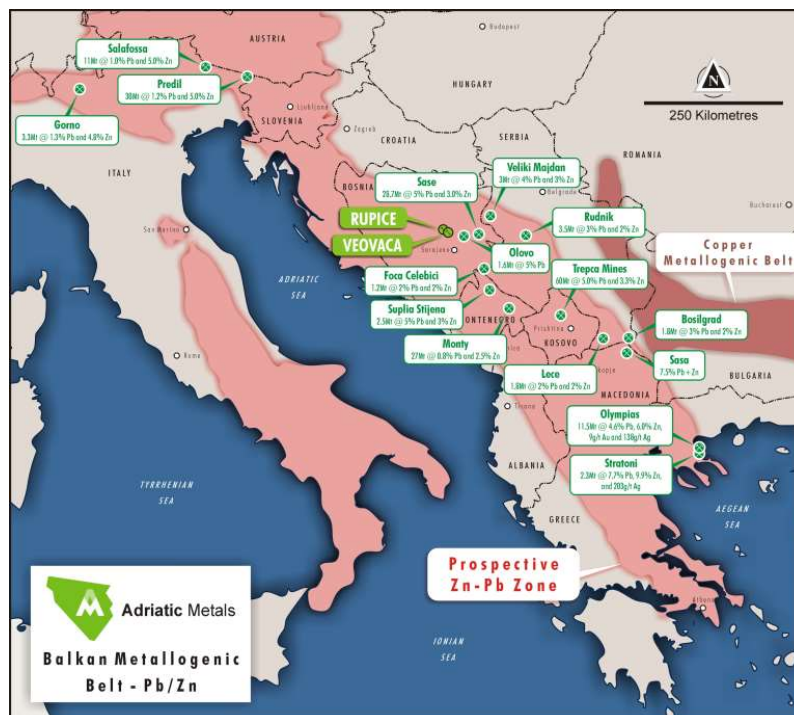 AUSTRIA
Budapest
Salafossa
11Mt @ 1.0% Pb and 5.0% Zn
Predil
30Mt @ 1.2% Pb and 5.0% Zn
HUNGARY
N
250 Kilometres
Gorno
3.3Mt @ 1.3% Pb and 4.8% Zn
Ljubljana
SLOVENIA
Zagreb
CROATIA
SERBIA
ROMANIA
ITALY
BOSNIA
Sase
28.7Mt @ 5% Pb and 3.0% Zn
Veliki Majdan
3Mt @ 4% Pb and 3% Zn
Belgrade
Bucharest
San Marino
RUPICE
VEOVACA
Sarajevo
Rudnik
3.5Mt @ 3% Pb and 2% Zn
Olovo
1.6Mt @ 5% Pb
Copper
Metallogenic Belt
ADRIATIC
SEA
Foca Celebici
1.2Mt @ 2% Pb and 2% Zn
Trepca Mines
60Mt @ 5.0% Pb and 3.3% Zn
Suplia Stijena
2.5Mt @ 5% Pb and 3% Zn
MONTENEGRO
Prishtina
KOSOVO
Bosilgrad
1.8Mt @ 3% Pb and 2% Zn
Monty
27Mt @ 0.8% Pb and 2.5% Zn
Roma
Lece
1.8Mt @ 2% Pb and 2% Zn
Sasa
7.5% Pb + Zn
BULGARIA
MACEDONIA
Tirana
Olympias
11.5Mt @ 4.6% Pb, 6.0% Zn,
9g/t Au and 138g/t Ag
ALBANIA
Stratoni
2.3Mt @ 7.7% Pb, 9.9% Zn,
and 203g/t Ag
TYRRHENIAN
SEA
AEGEAN
SEA
GREECE
Prospective
Zn-Pb Zone
Athens
IONIAN
SEA
Adriatic Metals
Balkan Metallogenic
Belt - Pb/Zn